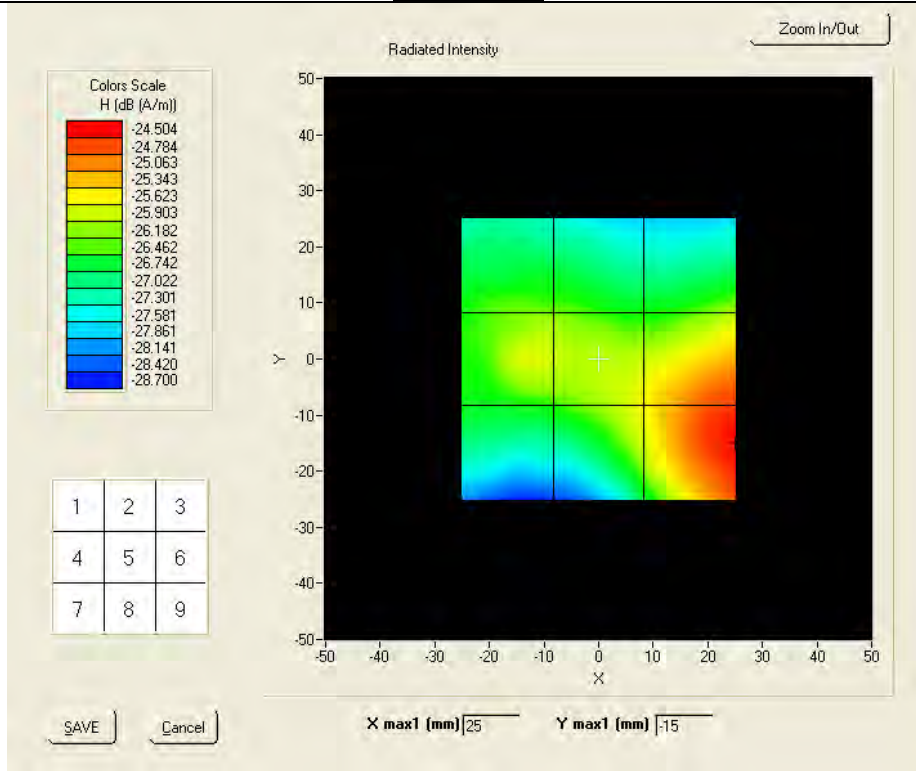 Zoom In/Out
Radiated Intensity
Colors Scale
H (dB (A/m))
-24.504
-24.784
-25.063
-25.343
-25.623
-25.903
-26.182
-26.462
-26.742
-27.022
-27.301
-27.581
-27.861
-28.141
-28.420
-28.700
50
40
30
20
10
0
-10
-20
-30
-40
-50
Y
-50 -40 -30 -20 -10 0 10 20 30 40 50
X
1 2 3
4 5 6
7 8 9
SAVE Cancel
X max1 (mm) 25 Y max1 (mm) -15